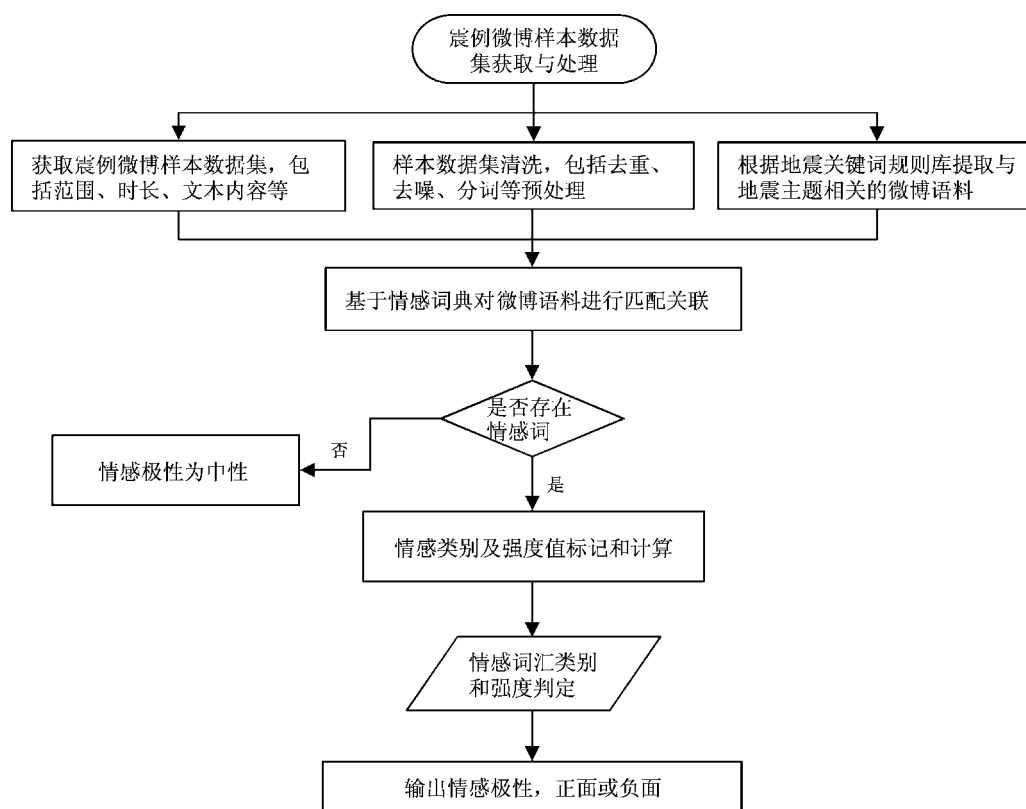 震例微博样本数据
集获取与处理
获取震例微博样本数据集，包
括范围、时长、文本内容等
样本数据集清洗，包括去重、
去噪、分词等预处理
根据地震关键词规则库提取与
地震主题相关的微博语料
基于情感词典对微博语料进行匹配关联
是否存在
情感词
否
情感极性为中性
是
情感类别及强度值标记和计算
情感词汇类别
和强度判定
输出情感极性，正面或负面